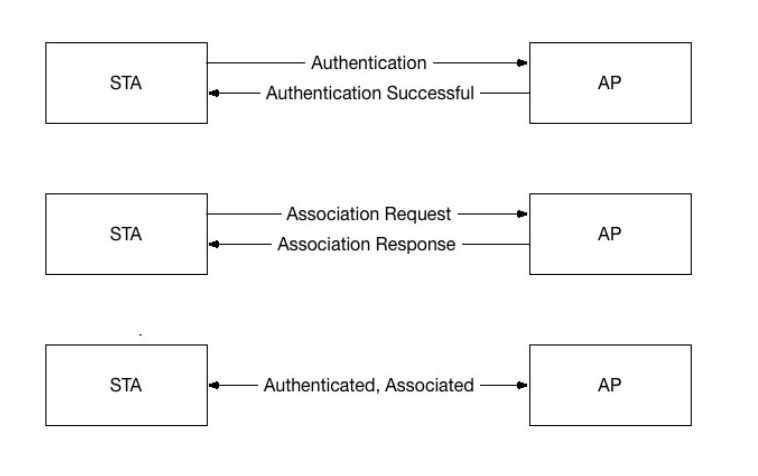 STA
Authentication
Authentication Successful
AP
STA
Association Request
Association Response
AP
STA
Authenticated, Associated
AP